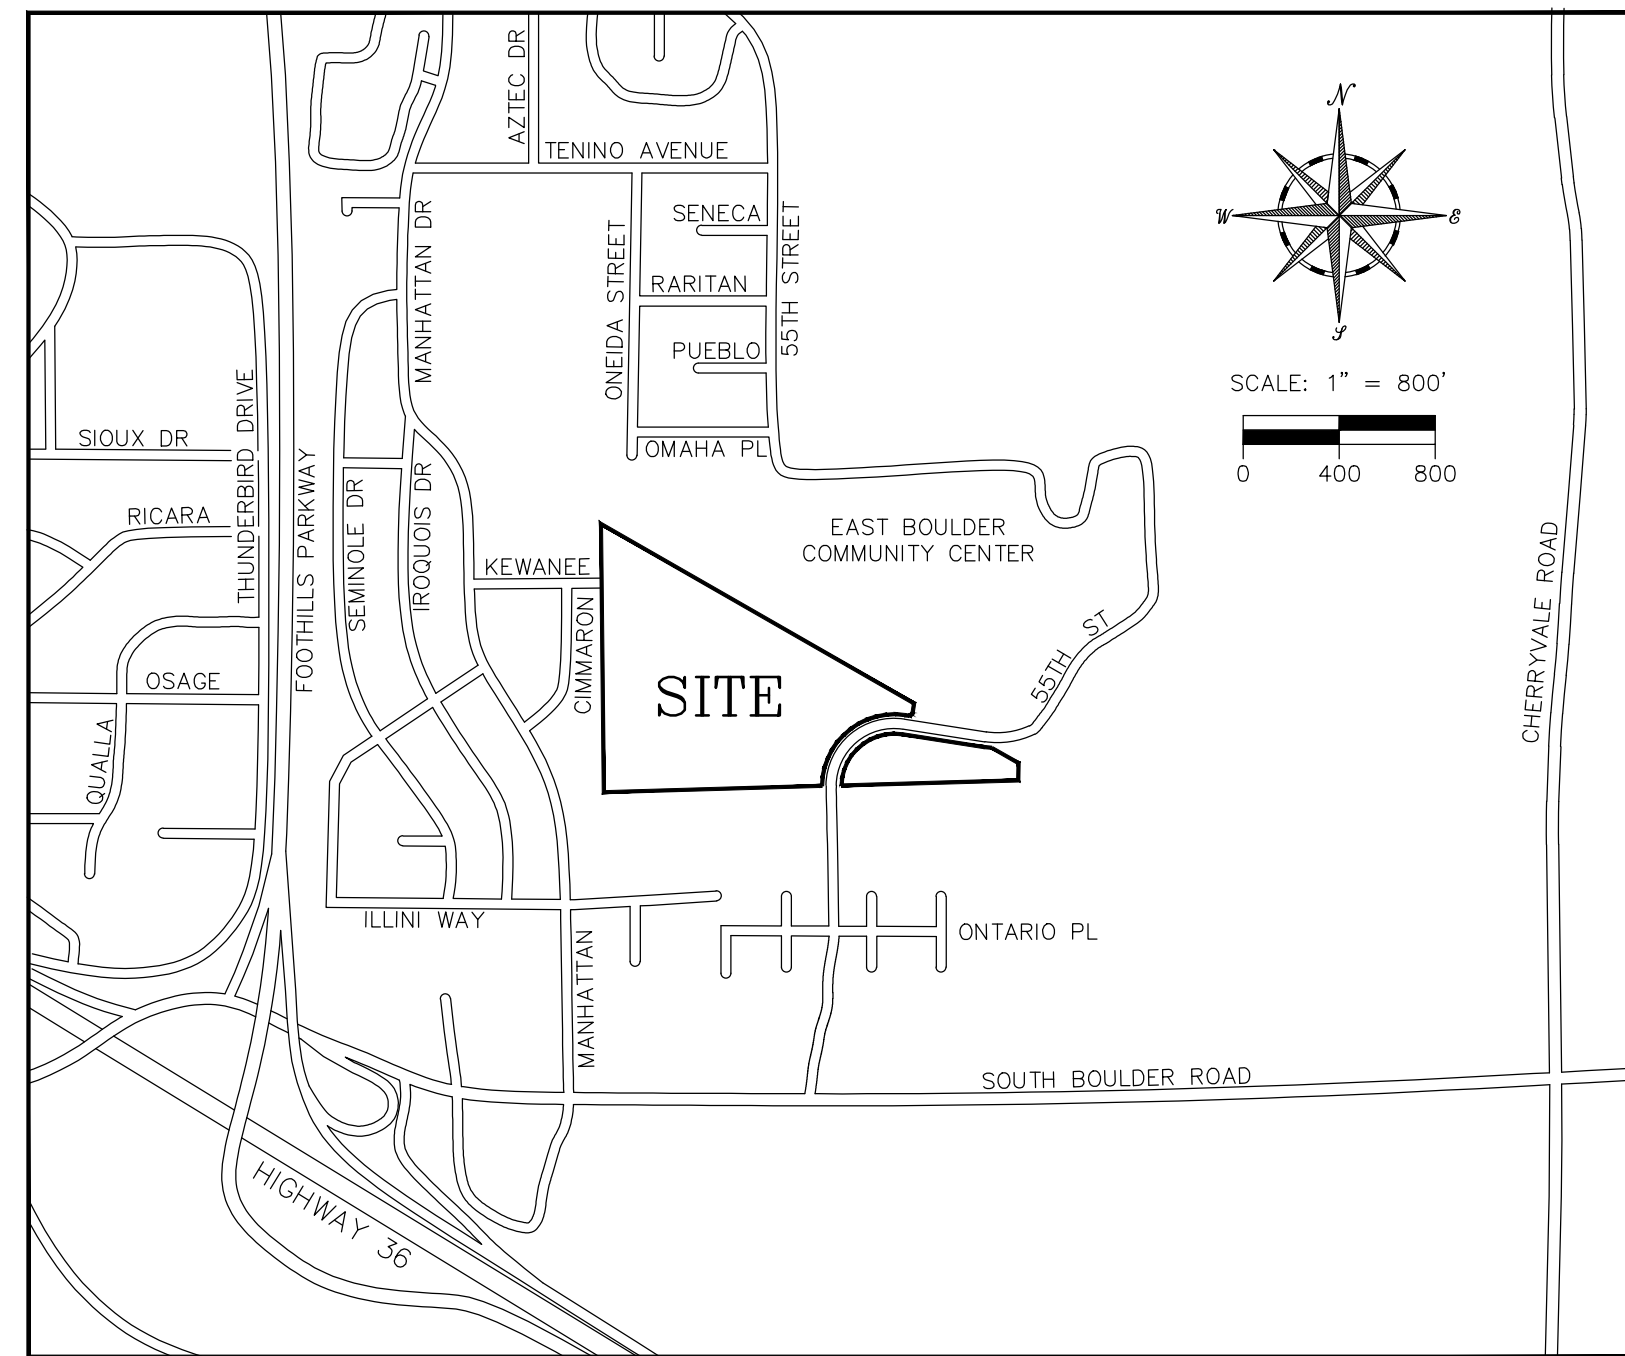 AZTEC DR
TENINO AVENUE
N
W
E
S
MANHATTAN DR
SENECA
ONEIDA STREET
55TH STREET
RARITAN
PUEBLO
SCALE: 1" = 800'
0 400 800
THUNDERBIRD DRIVE
SIOUX DR
OMAHA PL
FOOTHILLS PARKWAY
SEMINOLE DR
IROQUOIS DR
RICARA
EAST BOULDER
COMMUNITY CENTER
CHERRYVALE ROAD
KEWANEE
CIMMARON
55TH ST
OSAGE
SITE
QUALLA
ILLINI WAY
ONTARIO PL
MANHATTAN
SOUTH BOULDER ROAD
HIGHWAY 36